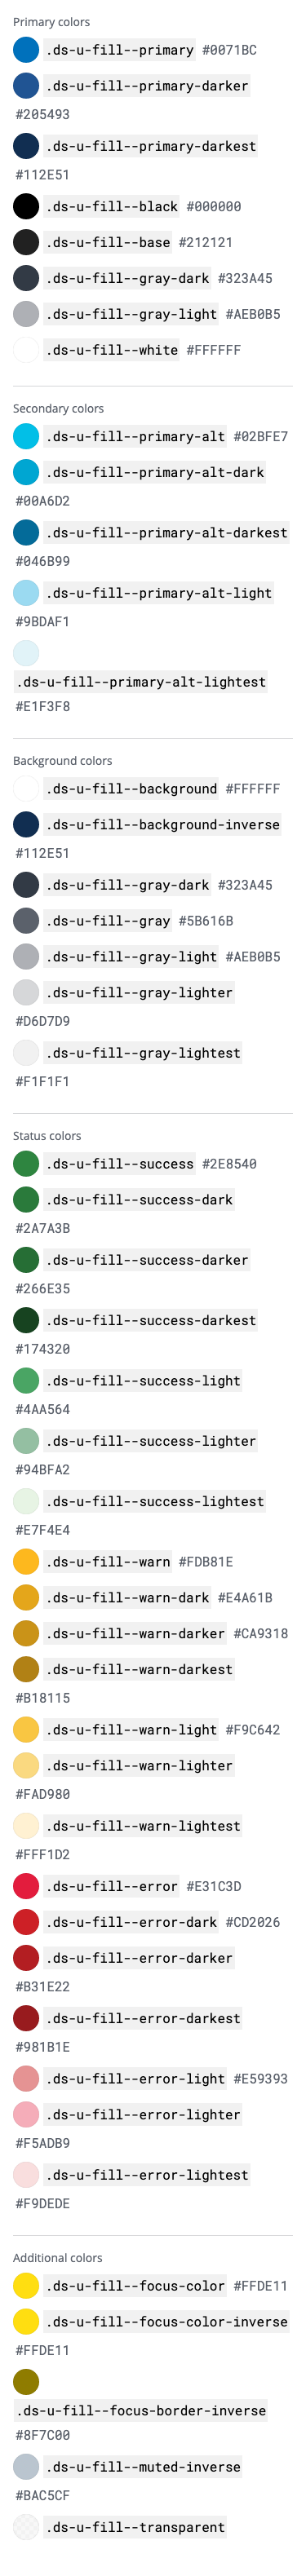 Primary colors
.ds-u-fill--primary #0071BC
.ds-u-fill--primary-darker
#205493
.ds-u-fill--primary-darkest
#112E51
.ds-u-fill--black #000000
.ds-u-fill--base #212121
.ds-u-fill--gray-dark #323A45
.ds-u-fill--gray-light #AEB0B5
.ds-u-fill--white #FFFFFF
Secondary colors
.ds-u-fill--primary-alt #02BFE7
.ds-u-fill--primary-alt-dark
#00A6D2
.ds-u-fill--primary-alt-darkest
#046B99
.ds-u-fill--primary-alt-light
#9BDAF1
.ds-u-fill--primary-alt-lightest
#E1F3F8
Background colors
.ds-u-fill--background #FFFFFF
.ds-u-fill--background-inverse
#112E51
.ds-u-fill--gray-dark #323A45
.ds-u-fill--gray #5B616B
.ds-u-fill--gray-light #AEB0B5
.ds-u-fill--gray-lighter
#D6D7D9
.ds-u-fill--gray-lightest
#F1F1F1
Status colors
.ds-u-fill--success #2E8540
.ds-u-fill--success-dark
#2A7A3B
.ds-u-fill--success-darker
#266E35
.ds-u-fill--success-darkest
#174320
.ds-u-fill--success-light
#4AA564
.ds-u-fill--success-lighter
#94BFA2
.ds-u-fill--success-lightest
#E7F4E4
.ds-u-fill--warn #FDB81E
.ds-u-fill--warn-dark #E4A61B
.ds-u-fill--warn-darker #CA9318
.ds-u-fill--warn-darkest
#B18115
.ds-u-fill--warn-light #F9C642
.ds-u-fill--warn-lighter
#FAD980
.ds-u-fill--warn-lightest
#FFF1D2
.ds-u-fill--error #E31C3D
.ds-u-fill--error-dark #CD2026
.ds-u-fill--error-darker
#B31E22
.ds-u-fill--error-darkest
#981B1E
.ds-u-fill--error-light #E59393
.ds-u-fill--error-lighter
#F5ADB9
.ds-u-fill--error-lightest
#F9DEDE
Additional colors
.ds-u-fill--focus-color #FFDE11
.ds-u-fill--focus-color-inverse
#FFDE11
.ds-u-fill--focus-border-inverse
#8F7C00
.ds-u-fill--muted-inverse
#BAC5CF
.ds-u-fill--transparent